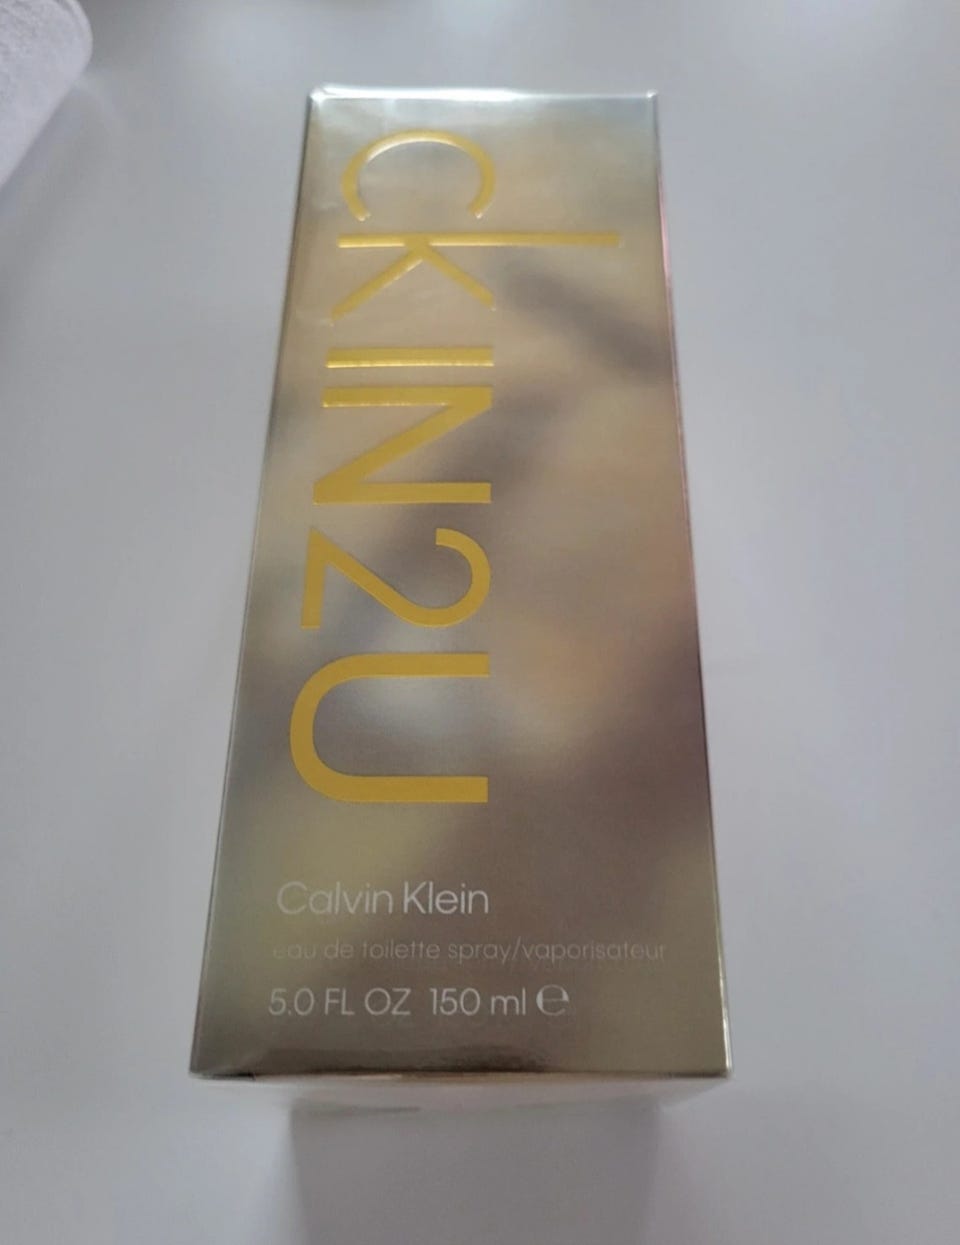 ckIN2U
Calvin Klein
eau de toilette spray/vaporisateur
5.0 FL OZ 150 ml ℮